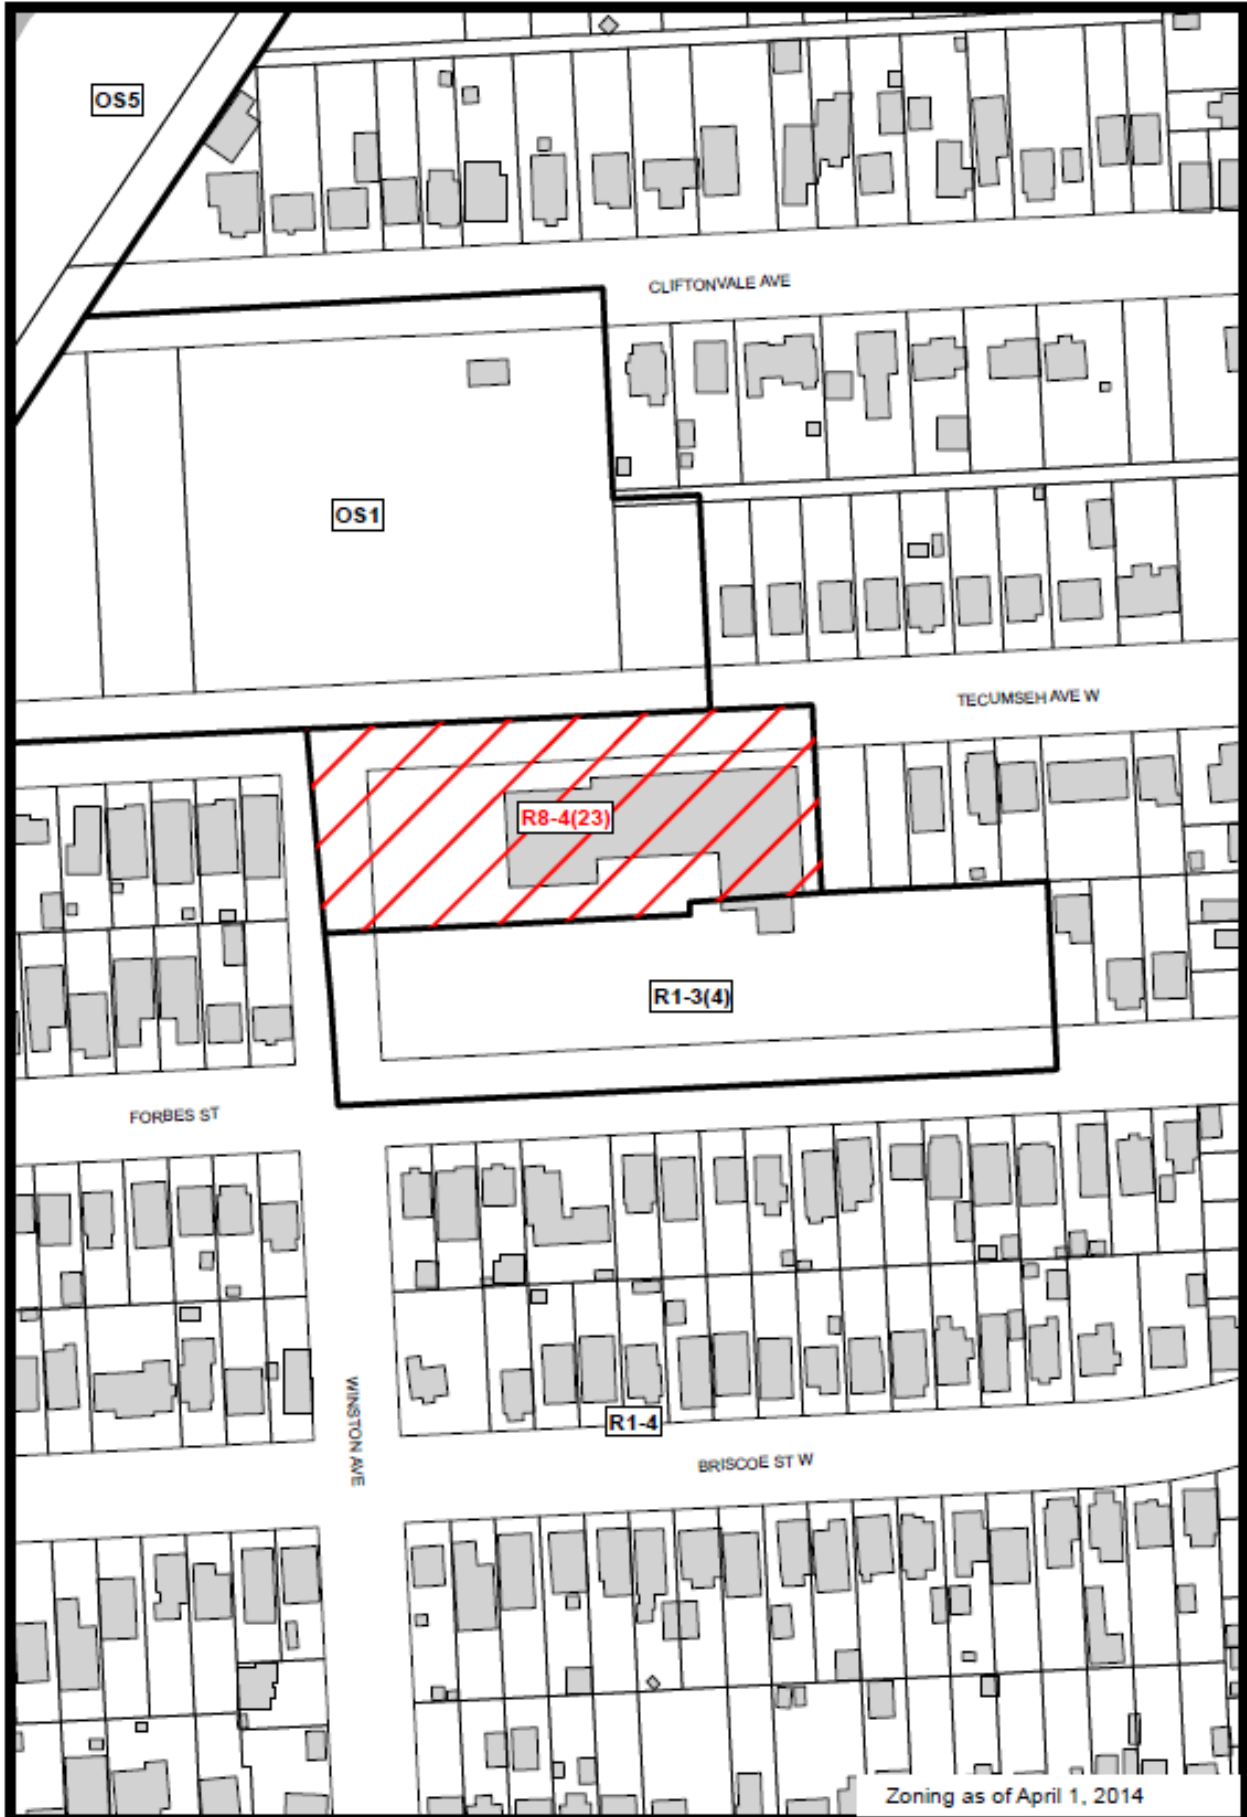 OS5
CLIFTONVALE AVE
OS1
TECUMSEH AVE W
R8-4(23)
R1-3(4)
FORBES ST
WINSTON AVE
R1-4
BRISCOE ST W
Zoning as of April 1, 2014